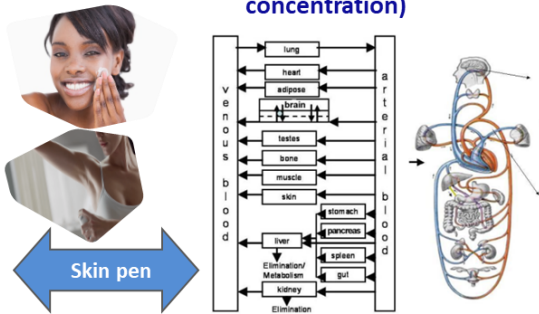 concentration)
lung
heart
adipose
brain
testes
bone
muscle
skin
stomach
pancreas
liver
spleen
gut
Elimination/
Metabolism
kidney
Elimination
venous blood
arterial blood
Skin pen